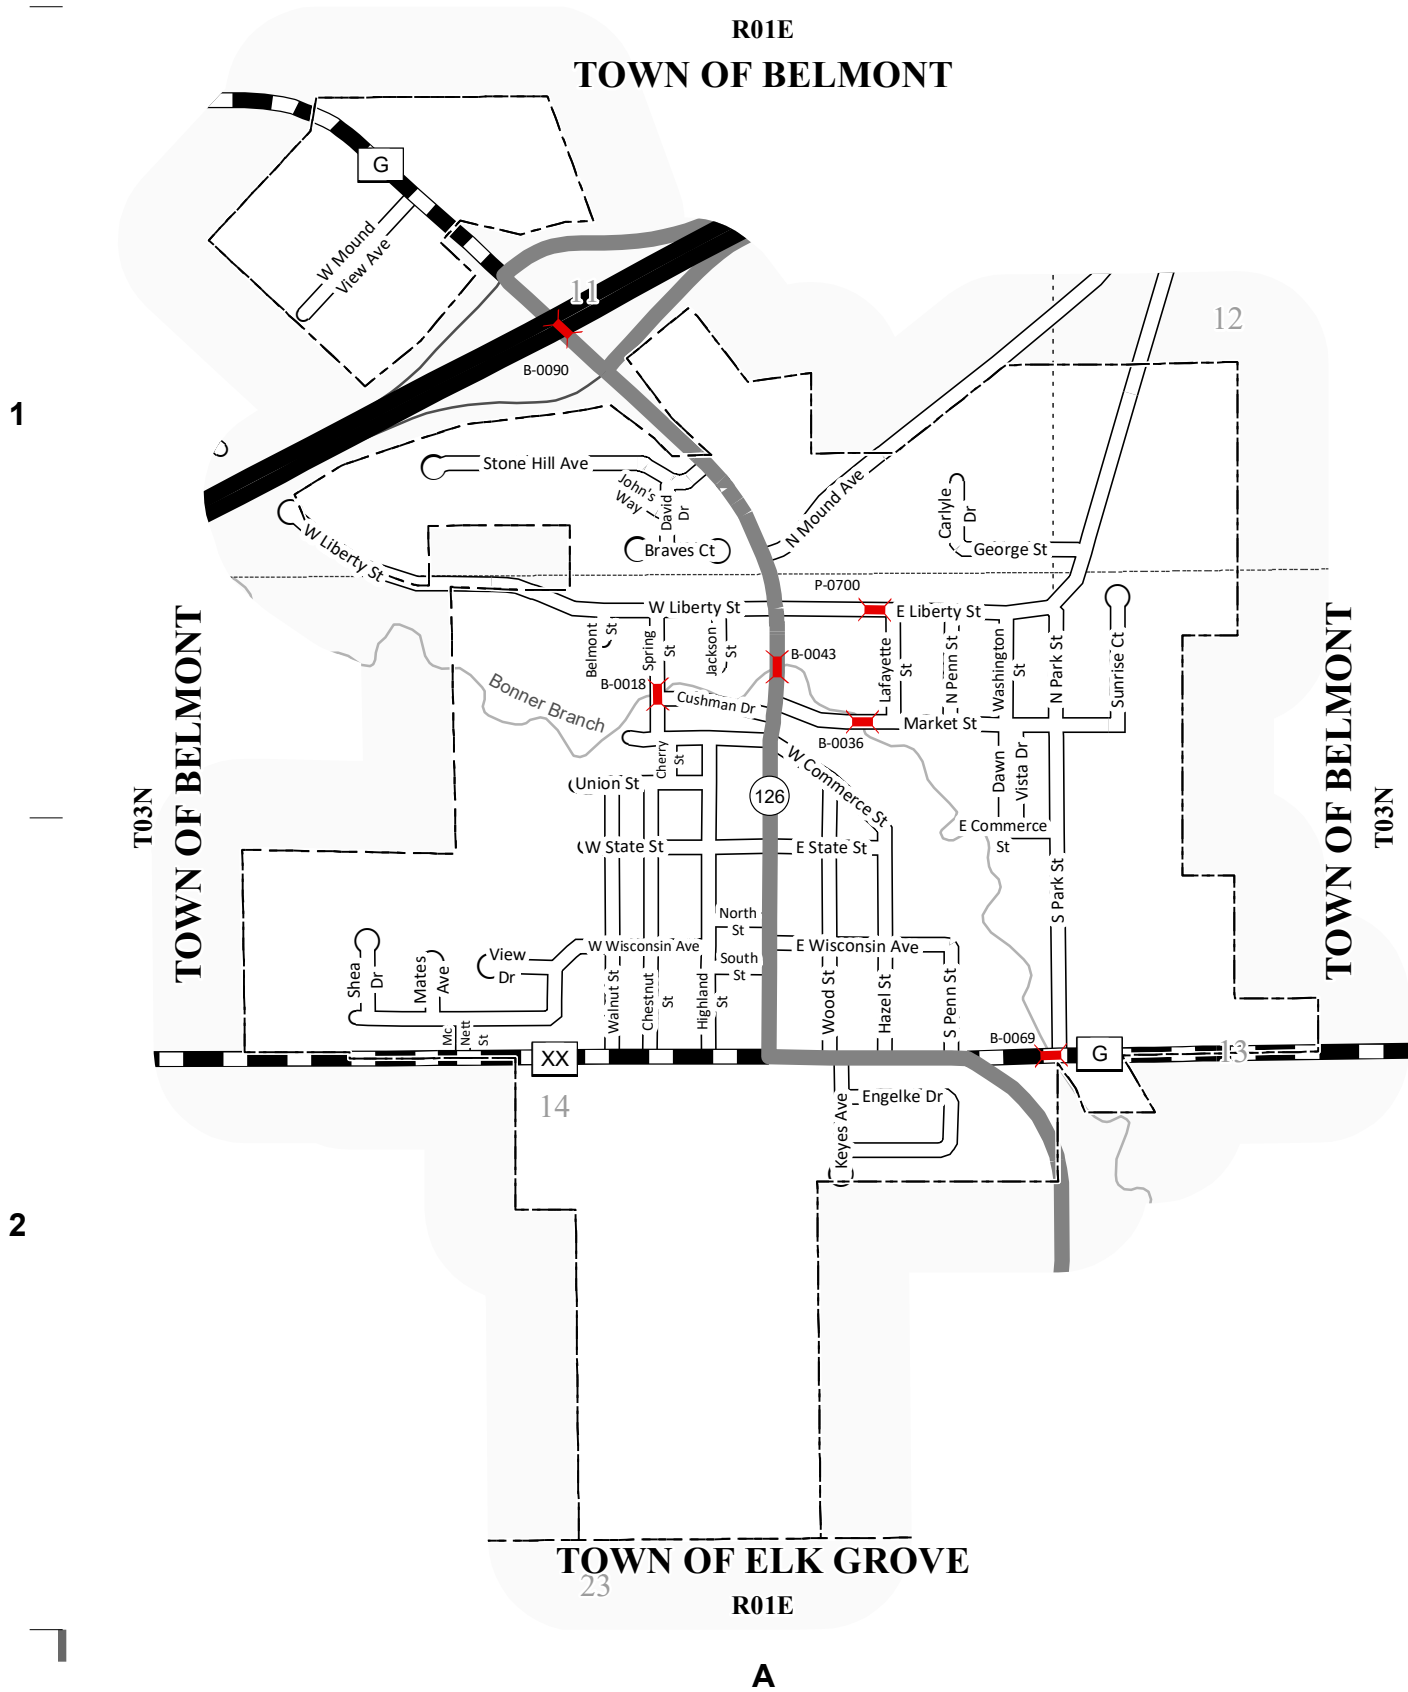 R01E
TOWN OF BELMONT
G
W Mound
View Ave
11
12
B-0090
1
Stone Hill Ave
John's
Way
David
Dr
Braves Ct
N Mound Ave
Carlyle
Dr
George St
W Liberty St
P-0700
W Liberty St
E Liberty St
Belmont
St
Spring
St
Jackson
St
B-0043
Lafayette
St
N Penn St
Washington
St
N Park St
Sunrise Ct
B-0018
Cushman Dr
Bonner Branch
Market St
B-0036
TOWN OF BELMONT
T03N
TOWN OF BELMONT
T03N
Cherry
St
W Commerce St
Dawn
Vista Dr
Union St
126
E Commerce
St
W State St
E State St
S Park St
North
St
W Wisconsin Ave
E Wisconsin Ave
South
St
View
Dr
Shea
Dr
Mates
Ave
Walnut St
Chestnut
St
Highland
St
Wood St
Hazel St
S Penn St
Mc
Nett
St
B-0069
XX
G
13
14
Engelke Dr
Keyes Ave
2
TOWN OF ELK GROVE
23
R01E
A